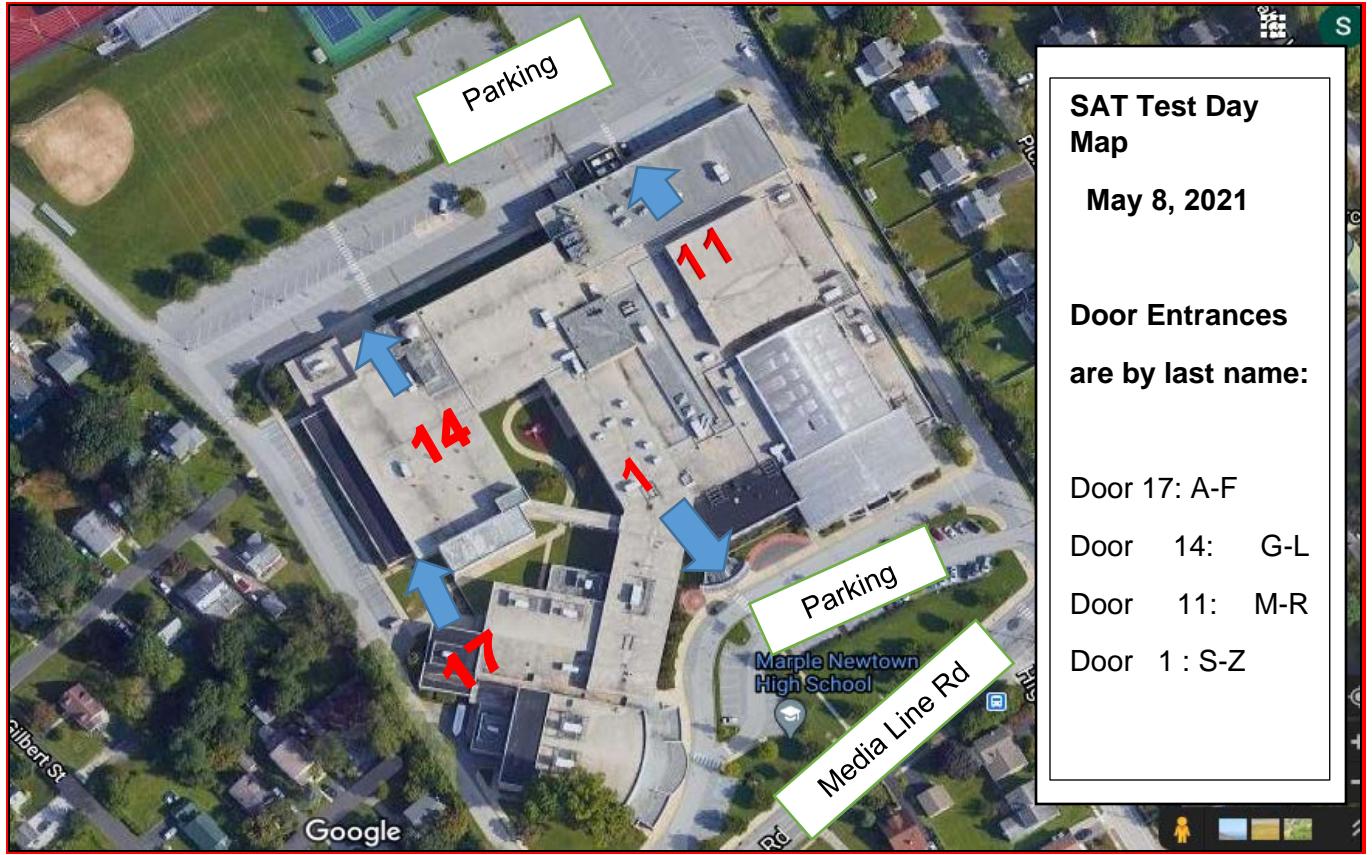 S
Parking
SAT Test Day
Map
May 8, 2021
Door Entrances
are by last name:
Door 17: A-F
Door 14: G-L
Door 11: M-R
Door 1 : S-Z
11
14
1
17
Parking
Marple Newtown
High School
Media Line Rd
Gilbert St
Rd
Google